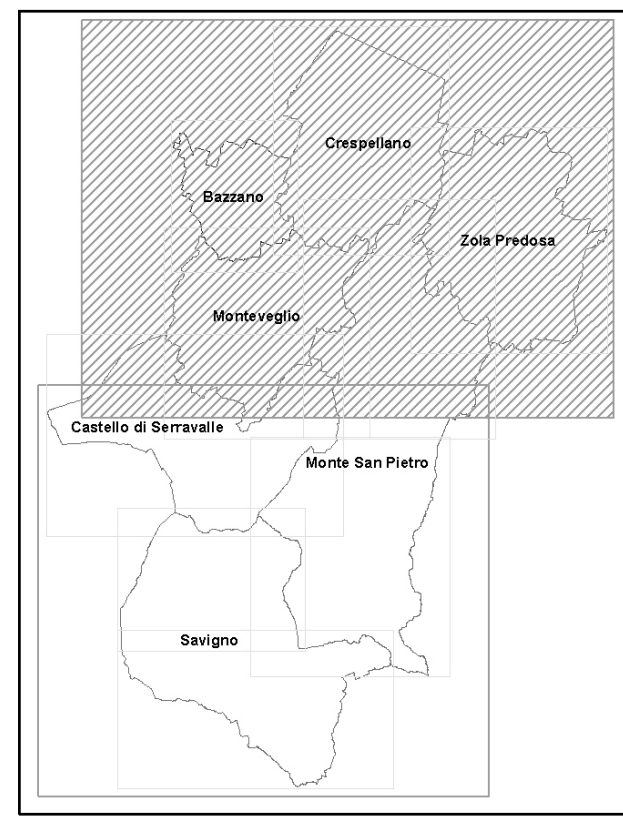 Crespellano
Bazzano
Zola Predosa
Monteveglio
Castello di Serravalle
Monte San Pietro
Savigno